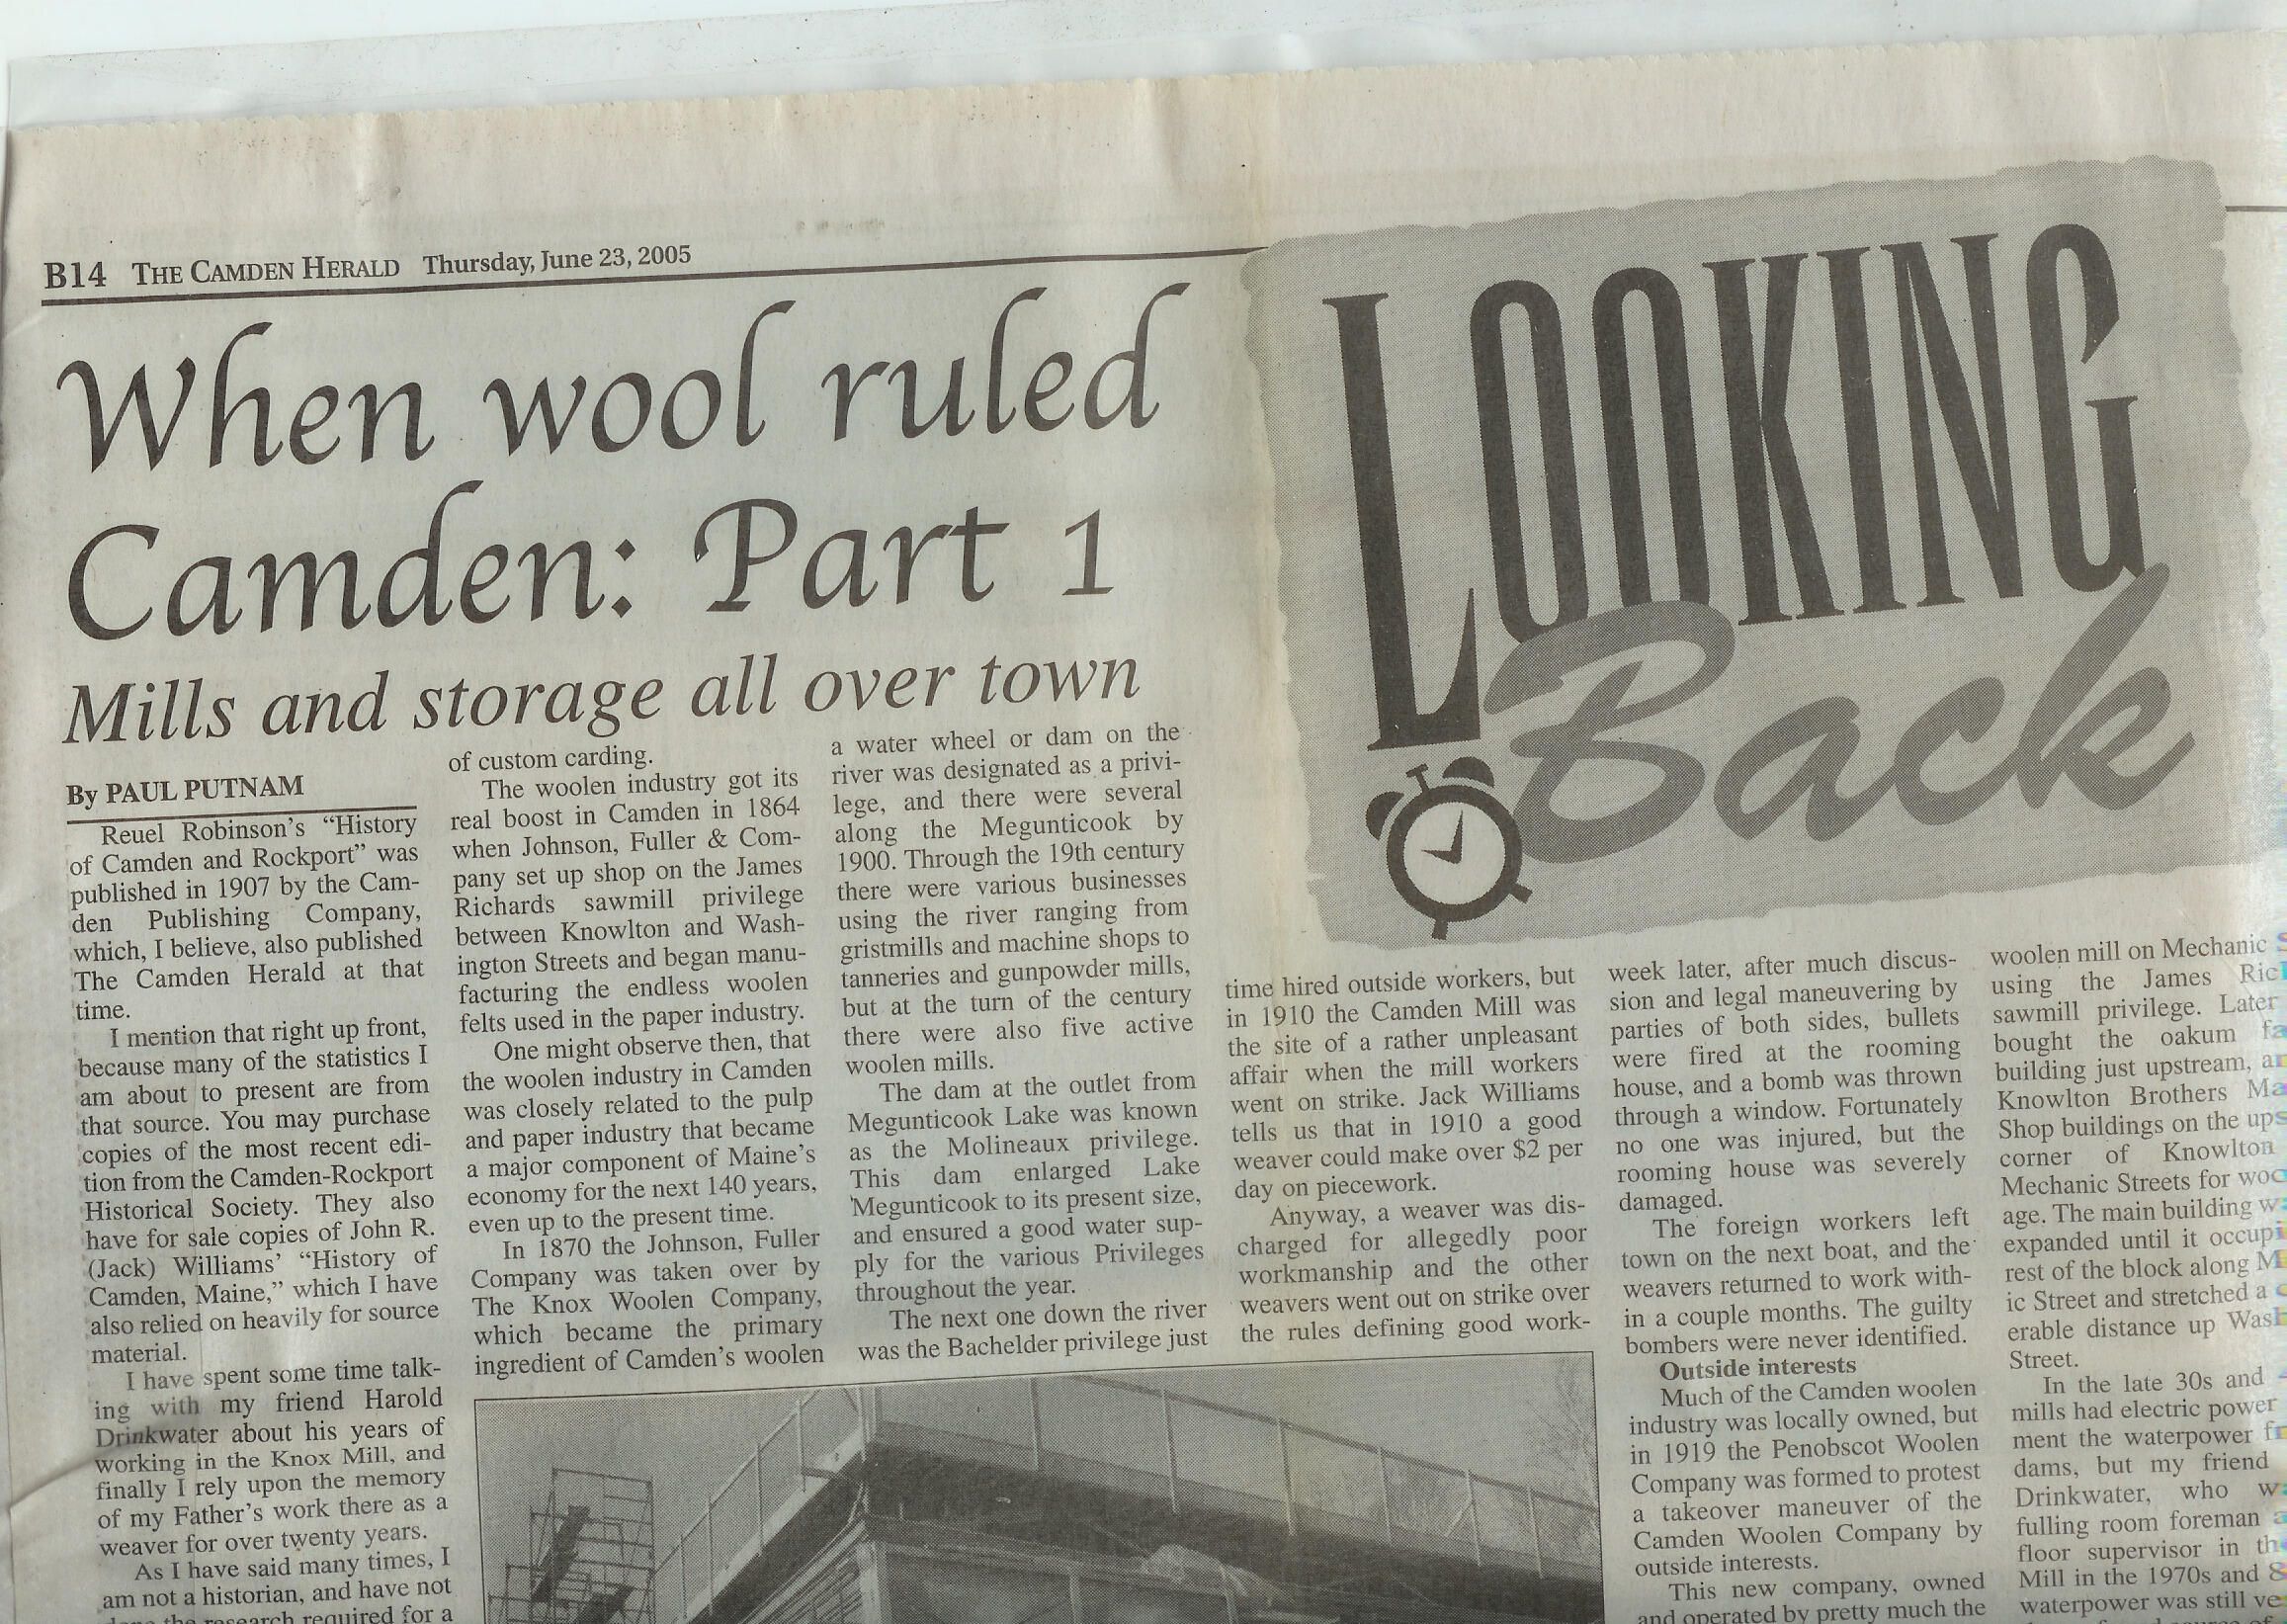 B14 THE CAMDEN HERALD Thursday, June 23, 2005
When wool ruled
Camden: Part 1
Mills and storage all over town
LOOKING
Back
By PAUL PUTNAM
Reuel Robinson's “History
of Camden and Rockport” was
published in 1907 by the Cam-
den Publishing Company,
which, I believe, also published
The Camden Herald at that
time.
I mention that right up front,
because many of the statistics I
am about to present are from
that source. You may purchase
copies of the most recent edi-
tion from the Camden-Rockport
Historical Society. They also
have for sale copies of John R.
(Jack) Williams’ “History of
Camden, Maine,” which I have
also relied on heavily for source
material.
I have spent some time talk-
ing with my friend Harold
Drinkwater about his years of
working in the Knox Mill, and
finally I rely upon the memory
of my Father's work there as a
weaver for over twenty years.
As I have said many times, I
am not a historian, and have not
the research required for a
of custom carding.
The woolen industry got its
real boost in Camden in 1864
when Johnson, Fuller & Com-
pany set up shop on the James
Richards sawmill privilege
between Knowlton and Wash-
ington Streets and began manu-
facturing the endless woolen
felts used in the paper industry.
One might observe then, that
the woolen industry in Camden
was closely related to the pulp
and paper industry that became
a major component of Maine's
economy for the next 140 years,
even up to the present time.
In 1870 the Johnson, Fuller
Company was taken over by
The Knox Woolen Company,
which became the primary
ingredient of Camden's woolen
a water wheel or dam on the
river was designated as a privi-
lege, and there were several
along the Megunticook by
1900. Through the 19th century
there were various businesses
using the river ranging from
gristmills and machine shops to
tanneries and gunpowder mills,
but at the turn of the century
there were also five active
woolen mills.
The dam at the outlet from
Megunticook Lake was known
as the Molineaux privilege.
This dam enlarged Lake
Megunticook to its present size,
and ensured a good water sup-
ply for the various Privileges
throughout the year.
The next one down the river
was the Bachelder privilege just
time hired outside workers, but
in 1910 the Camden Mill was
the site of a rather unpleasant
affair when the mill workers
went on strike. Jack Williams
tells us that in 1910 a good
weaver could make over $2 per
day on piecework.
Anyway, a weaver was dis-
charged for allegedly poor
workmanship and the other
weavers went out on strike over
the rules defining good work-
week later, after much discus-
sion and legal maneuvering by
parties of both sides, bullets
were fired at the rooming
house, and a bomb was thrown
through a window. Fortunately
no one was injured, but the
rooming house was severely
damaged.
The foreign workers left
town on the next boat, and the
weavers returned to work with-
in a couple months. The guilty
bombers were never identified.
Outside interests
Much of the Camden woolen
industry was locally owned, but
in 1919 the Penobscot Woolen
Company was formed to protest
a takeover maneuver of the
Camden Woolen Company by
outside interests.
This new company, owned
and operated by pretty much the
woolen mill on Mechanic S
using the James Ric
sawmill privilege. Later
bought the oakum fa
building just upstream, an
Knowlton Brothers Ma
Shop buildings on the ups
corner of Knowlton
Mechanic Streets for woo
age. The main building wa
expanded until it occupi
rest of the block along M
ic Street and stretched a c
erable distance up Wash
Street.
In the late 30s and
mills had electric power
ment the waterpower fr
dams, but my friend
Drinkwater, who wa
fulling room foreman a
floor supervisor in th
Mill in the 1970s and 8
waterpower was still ve